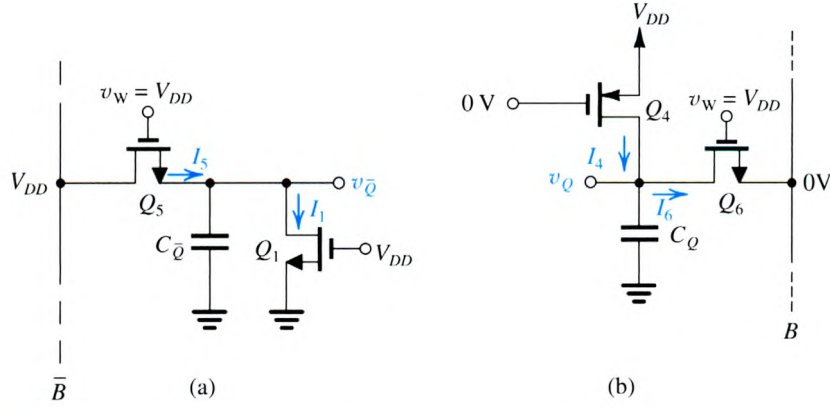 v_W = V_DD
V_DD
I_5
Q_5
v_Q̄
C_Q̄
Q_1
I_1
V_DD
B̄
(a)
V_DD
0 V
Q_4
v_W = V_DD
v_Q
I_4
I_6
Q_6
0V
C_Q
B
(b)